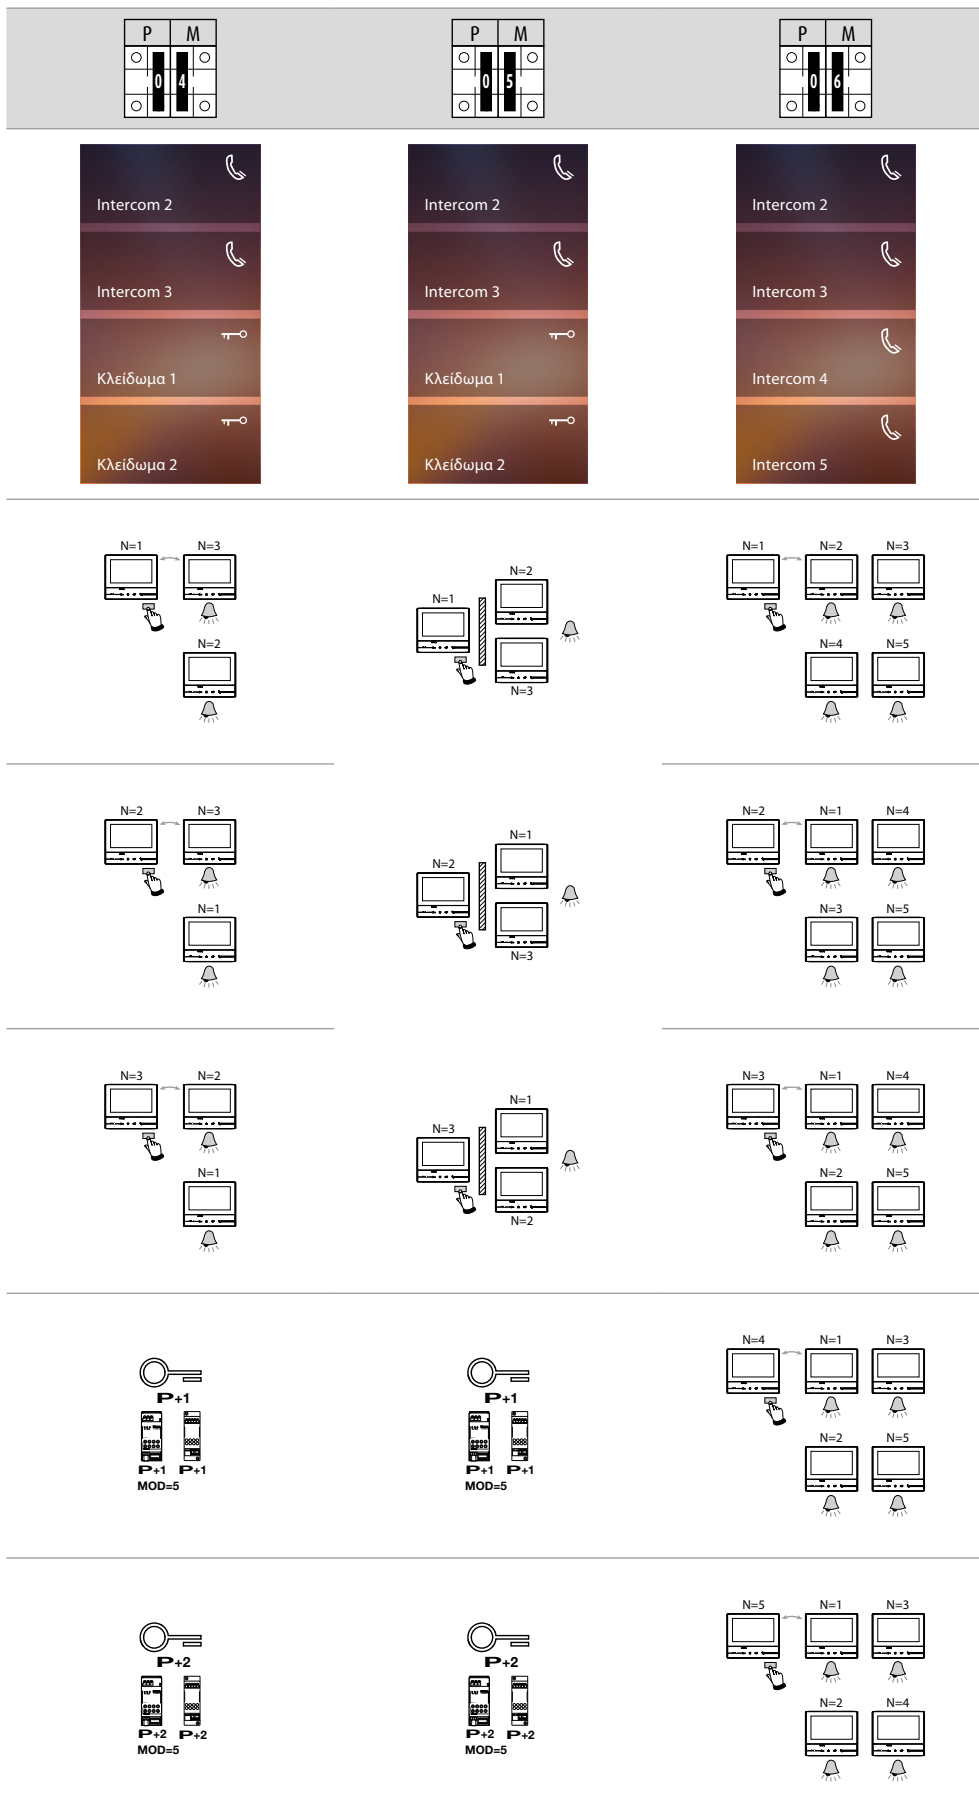 P M P M P M
0 4 0 5 0 6
Intercom 2 Intercom 2 Intercom 2
Intercom 3 Intercom 3 Intercom 3
Κλείδωμα 1 Κλείδωμα 1 Intercom 4
Κλείδωμα 2 Κλείδωμα 2 Intercom 5
N=1 N=3
N=2
N=1
N=2
N=3
N=1 N=2 N=3
N=4 N=5
N=2 N=3
N=1
N=2
N=1
N=3
N=2 N=1 N=4
N=3 N=5
N=3 N=2
N=1
N=3
N=1
N=2
N=3 N=1 N=4
N=2 N=5
P+1
P+1 P+1
MOD=5
P+1
P+1 P+1
MOD=5
N=4 N=1 N=3
N=2 N=5
P+2
P+2 P+2
MOD=5
P+2
P+2 P+2
MOD=5
N=5 N=1 N=3
N=2 N=4